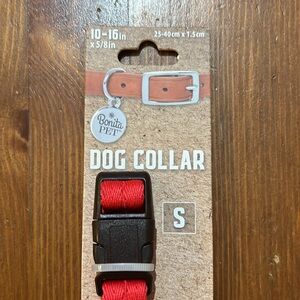 10-16in
x 5/8in
25-40cm x 1.5cm
Bonita
PET
DOG COLLAR
S